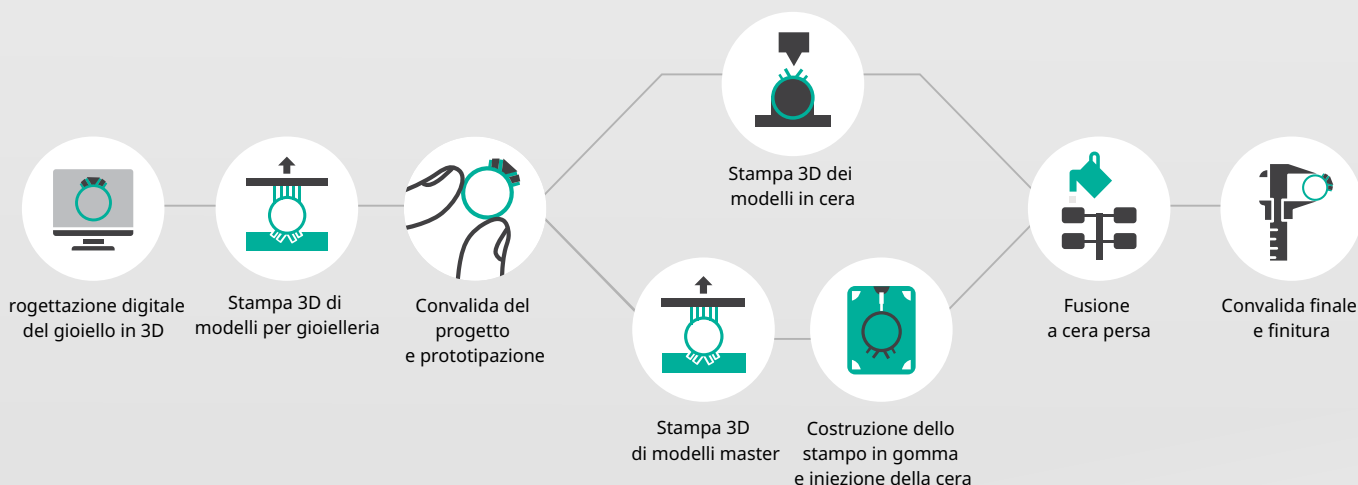 rogettazione digitale
del gioiello in 3D
Stampa 3D di
modelli per gioielleria
Convalida del
progetto
e prototipazione
Stampa 3D dei
modelli in cera
Stampa 3D
di modelli master
Costruzione dello
stampo in gomma
e iniezione della cera
Fusione
a cera persa
Convalida finale
e finitura